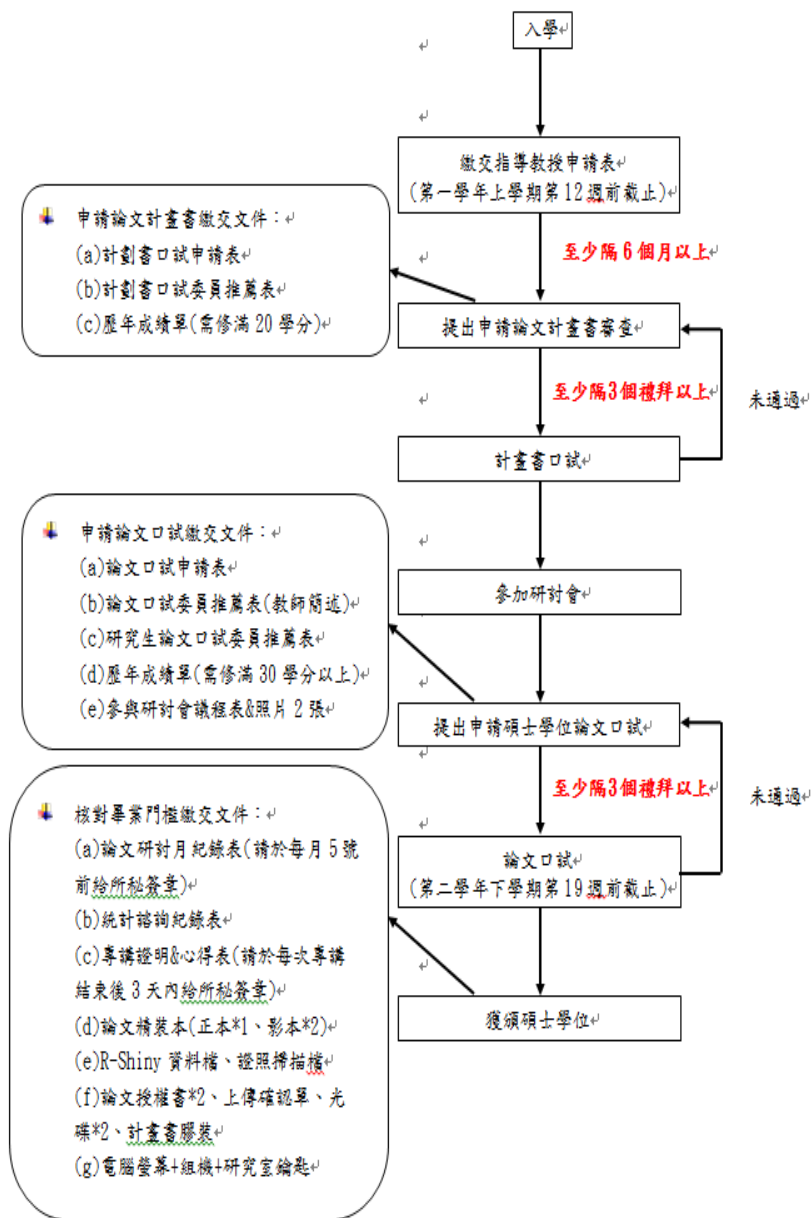 入學
繳交指導教授申請表
(第一學年上學期第12週前截止)
至少隔6個月以上
申請論文計畫書繳交文件：
(a)計劃書口試申請表
(b)計劃書口試委員推薦表
(c)歷年成績單(需修滿20學分)
提出申請論文計畫書審查
至少隔3個禮拜以上
未通過
計畫書口試
申請論文口試繳交文件：
(a)論文口試申請表
(b)論文口試委員推薦表(教師簡述)
(c)研究生論文口試委員推薦表
(d)歷年成績單(需修滿30學分以上)
(e)參與研討會議程表&照片2張
參加研討會
提出申請碩士學位論文口試
至少隔3個禮拜以上
未通過
論文口試
(第二學年下學期第19週前截止)
核對畢業門檻繳交文件：
(a)論文研討月紀錄表(請於每月5號
前給所秘簽章)
(b)統計諮詢紀錄表
(c)專講證明&心得表(請於每次專講
結束後3天內給所秘簽章)
(d)論文精裝本(正本*1、影本*2)
(e)R-Shiny資料檔、證照掃描檔
(f)論文授權書*2、上傳確認單、光
碟*2、計畫書膠裝
(g)電腦螢幕+組機+研究室鑰匙
獲頒碩士學位